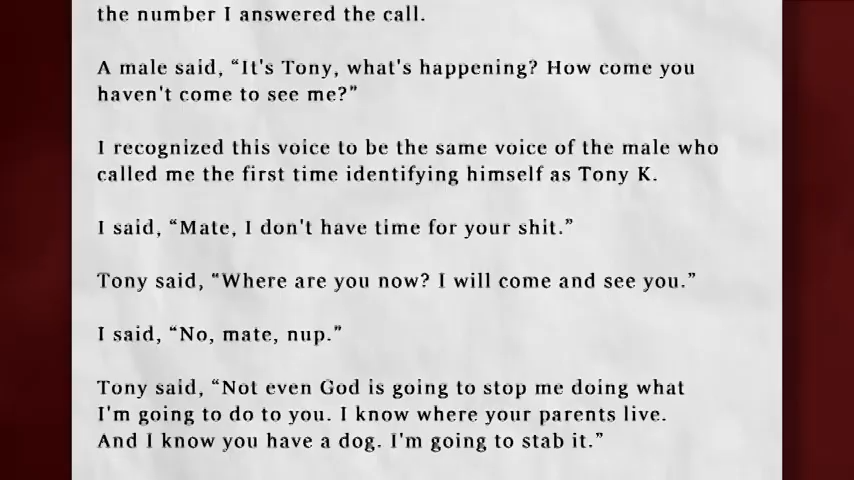 the number I answered the call.
A male said, “It's Tony, what's happening? How come you
haven't come to see me?”
I recognized this voice to be the same voice of the male who
called me the first time identifying himself as Tony K.
I said, “Mate, I don't have time for your shit.”
Tony said, “Where are you now? I will come and see you.”
I said, “No, mate, nup.”
Tony said, “Not even God is going to stop me doing what
I'm going to do to you. I know where your parents live.
And I know you have a dog. I'm going to stab it.”